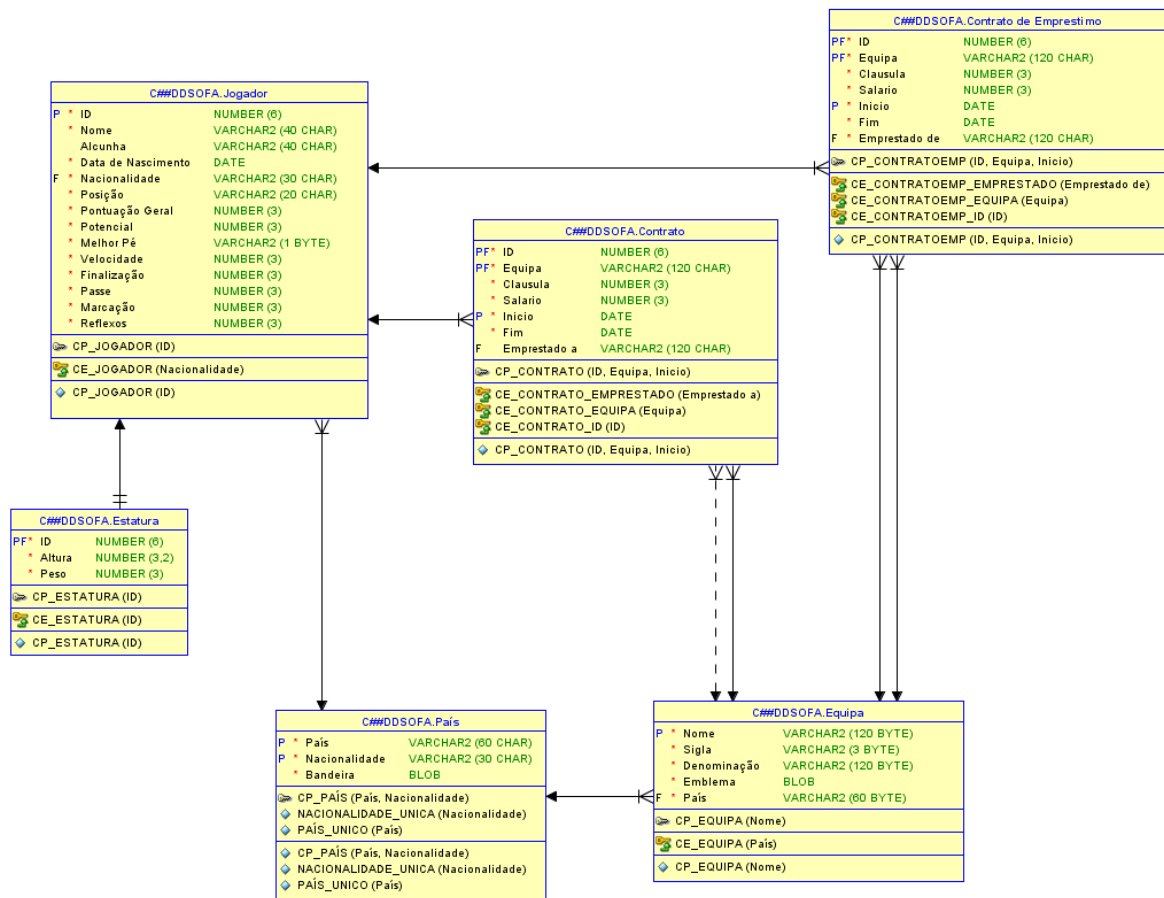 C##DDSOFA.Contrato de Emprestimo
PF* ID NUMBER (6)
PF* Equipa VARCHAR2 (120 CHAR)
* Clausula NUMBER (3)
* Salario NUMBER (3)
P * Inicio DATE
* Fim DATE
F * Emprestado de VARCHAR2 (120 CHAR)
CP_CONTRATOEMP (ID, Equipa, Inicio)
CE_CONTRATOEMP_EMPRESTADO (Emprestado de)
CE_CONTRATOEMP_EQUIPA (Equipa)
CE_CONTRATOEMP_ID (ID)
CP_CONTRATOEMP (ID, Equipa, Inicio)
C##DDSOFA.Jogador
P * ID NUMBER (6)
* Nome VARCHAR2 (40 CHAR)
Alcunha VARCHAR2 (40 CHAR)
* Data de Nascimento DATE
F * Nacionalidade VARCHAR2 (30 CHAR)
* Posição VARCHAR2 (20 CHAR)
* Pontuação Geral NUMBER (3)
* Potencial NUMBER (3)
* Melhor Pé VARCHAR2 (1 BYTE)
* Velocidade NUMBER (3)
* Finalização NUMBER (3)
* Passe NUMBER (3)
* Marcação NUMBER (3)
* Reflexos NUMBER (3)
CP_JOGADOR (ID)
CE_JOGADOR (Nacionalidade)
CP_JOGADOR (ID)
C##DDSOFA.Contrato
PF* ID NUMBER (6)
PF* Equipa VARCHAR2 (120 CHAR)
* Clausula NUMBER (3)
* Salario NUMBER (3)
P * Inicio DATE
* Fim DATE
F Emprestado a VARCHAR2 (120 CHAR)
CP_CONTRATO (ID, Equipa, Inicio)
CE_CONTRATO_EMPRESTADO (Emprestado a)
CE_CONTRATO_EQUIPA (Equipa)
CE_CONTRATO_ID (ID)
CP_CONTRATO (ID, Equipa, Inicio)
C##DDSOFA.Estatura
PF* ID NUMBER (6)
* Altura NUMBER (3,2)
* Peso NUMBER (3)
CP_ESTATURA (ID)
CE_ESTATURA (ID)
CP_ESTATURA (ID)
C##DDSOFA.País
P * País VARCHAR2 (60 CHAR)
P * Nacionalidade VARCHAR2 (30 CHAR)
* Bandeira BLOB
CP_PAÍS (País, Nacionalidade)
NACIONALIDADE_UNICA (Nacionalidade)
PAÍS_UNICO (País)
CP_PAÍS (País, Nacionalidade)
NACIONALIDADE_UNICA (Nacionalidade)
PAÍS_UNICO (País)
C##DDSOFA.Equipa
P * Nome VARCHAR2 (120 BYTE)
* Sigla VARCHAR2 (3 BYTE)
* Denominação VARCHAR2 (120 BYTE)
* Emblema BLOB
F * País VARCHAR2 (60 BYTE)
CP_EQUIPA (Nome)
CE_EQUIPA (País)
CP_EQUIPA (Nome)